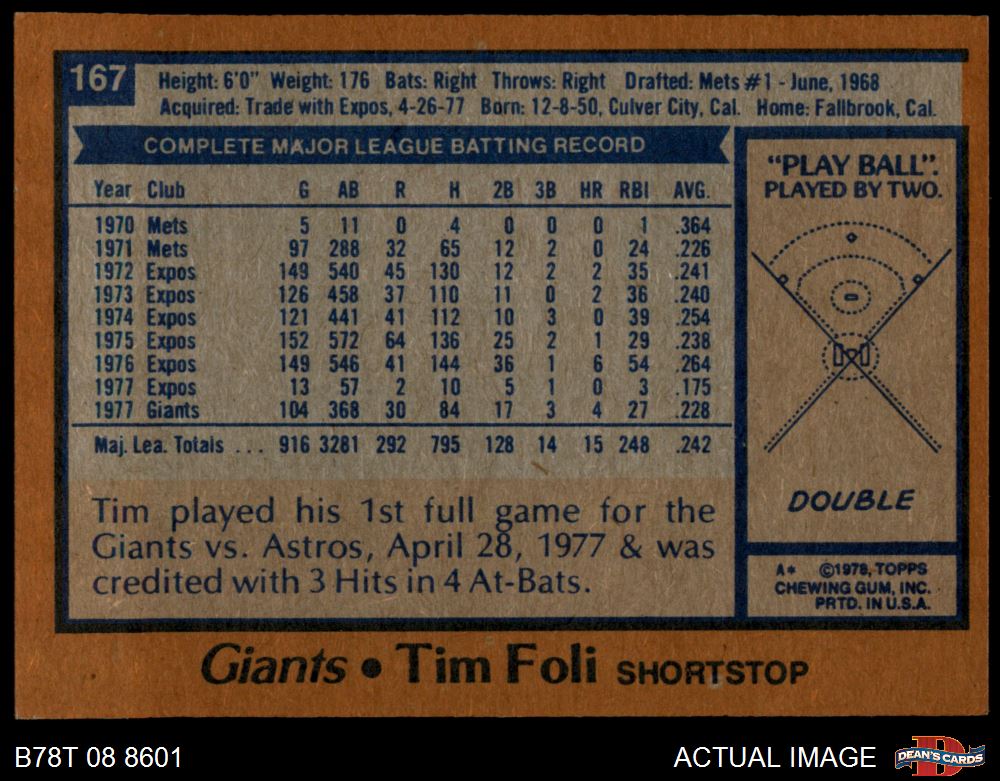 167
Height: 6'0" Weight: 176 Bats: Right Throws: Right Drafted: Mets #1 - June, 1968
Acquired: Trade with Expos, 4-26-77 Born: 12-8-50, Culver City, Cal. Home: Fallbrook, Cal.
COMPLETE MAJOR LEAGUE BATTING RECORD
Year Club G AB R H 2B 3B HR RBI AVG.
1970 Mets 5 11 0 4 0 0 0 1 .364
1971 Mets 97 288 32 65 12 2 0 24 .226
1972 Expos 149 540 45 130 12 2 2 35 .241
1973 Expos 126 458 37 110 11 0 2 36 .240
1974 Expos 121 441 41 112 10 3 0 39 .254
1975 Expos 152 572 64 136 25 2 1 29 .238
1976 Expos 149 546 41 144 36 1 6 54 .264
1977 Expos 13 57 2 10 5 1 0 3 .175
1977 Giants 104 368 30 84 17 3 4 27 .228
Maj. Lea. Totals ... 916 3281 292 795 128 14 15 248 .242
Tim played his 1st full game for the
Giants vs. Astros, April 28, 1977 & was
credited with 3 Hits in 4 At-Bats.
"PLAY BALL".
PLAYED BY TWO.
DOUBLE
A* ©1978, TOPPS
CHEWING GUM, INC.
PRTD. IN U.S.A.
Giants • Tim Foli SHORTSTOP
B78T 08 8601
ACTUAL IMAGE
D
DEAN'S CARDS